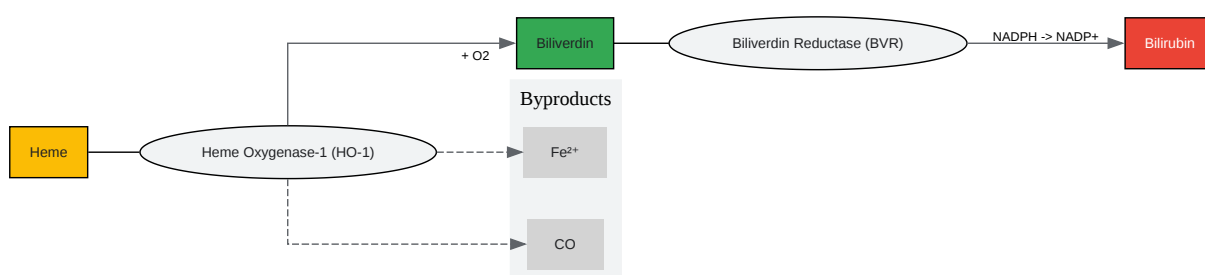 Biliverdin
Biliverdin Reductase (BVR)
NADPH -> NADP+
Bilirubin
+ O2
Byproducts
Heme
Heme Oxygenase-1 (HO-1)
Fe²⁺
CO